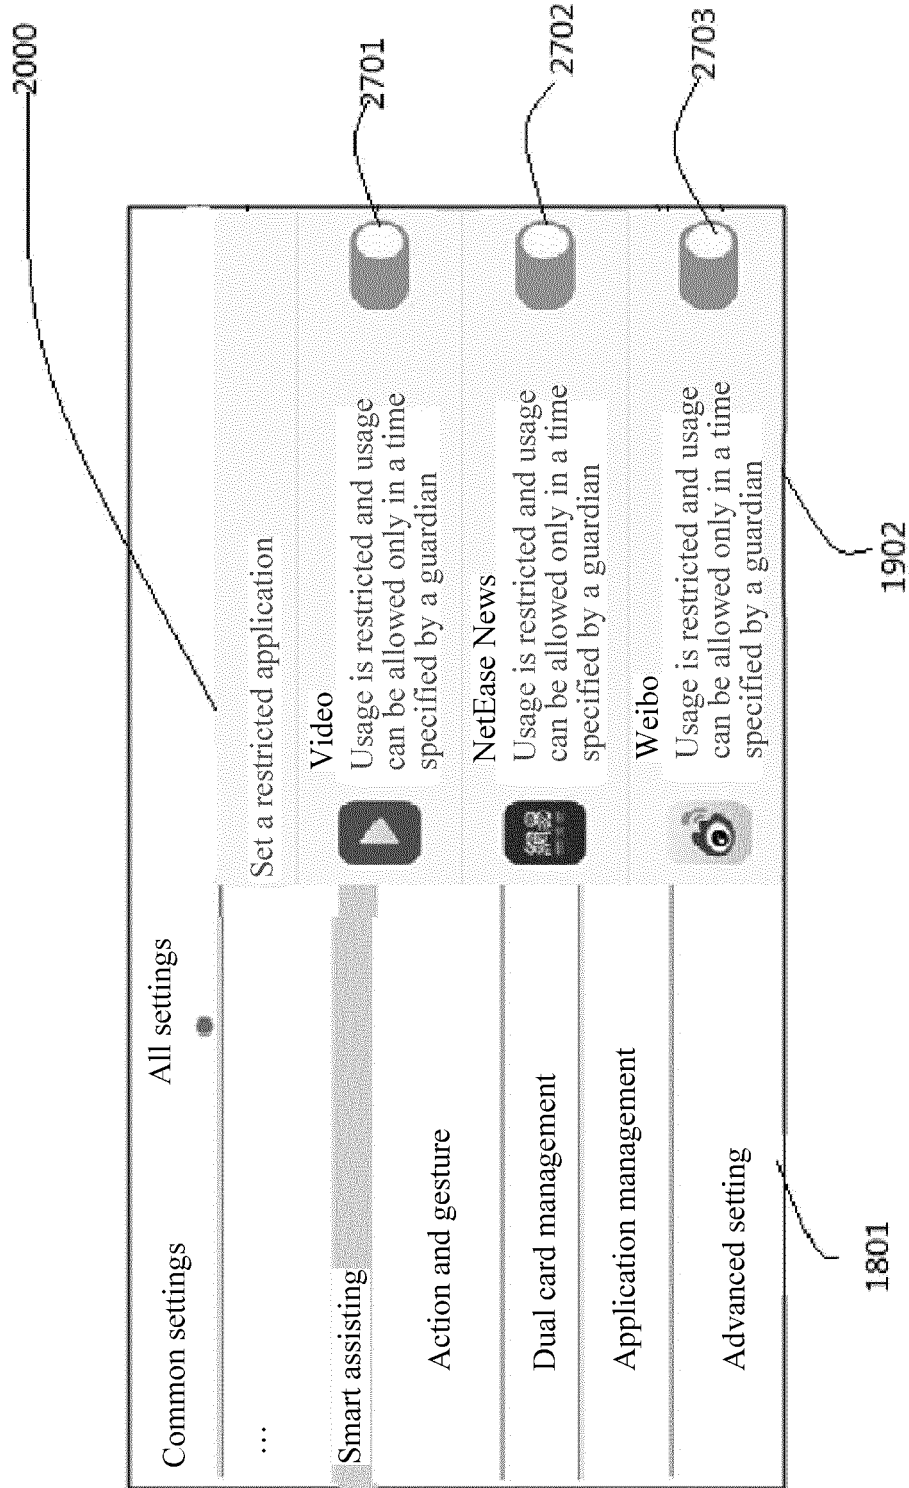 2000
Common settings
All settings
…
Smart assisting
Action and gesture
Dual card management
Application management
Advanced setting
Set a restricted application
Video
Usage is restricted and usage
can be allowed only in a time
specified by a guardian
2701
NetEase News
Usage is restricted and usage
can be allowed only in a time
specified by a guardian
2702
Weibo
Usage is restricted and usage
can be allowed only in a time
specified by a guardian
2703
1801
1902